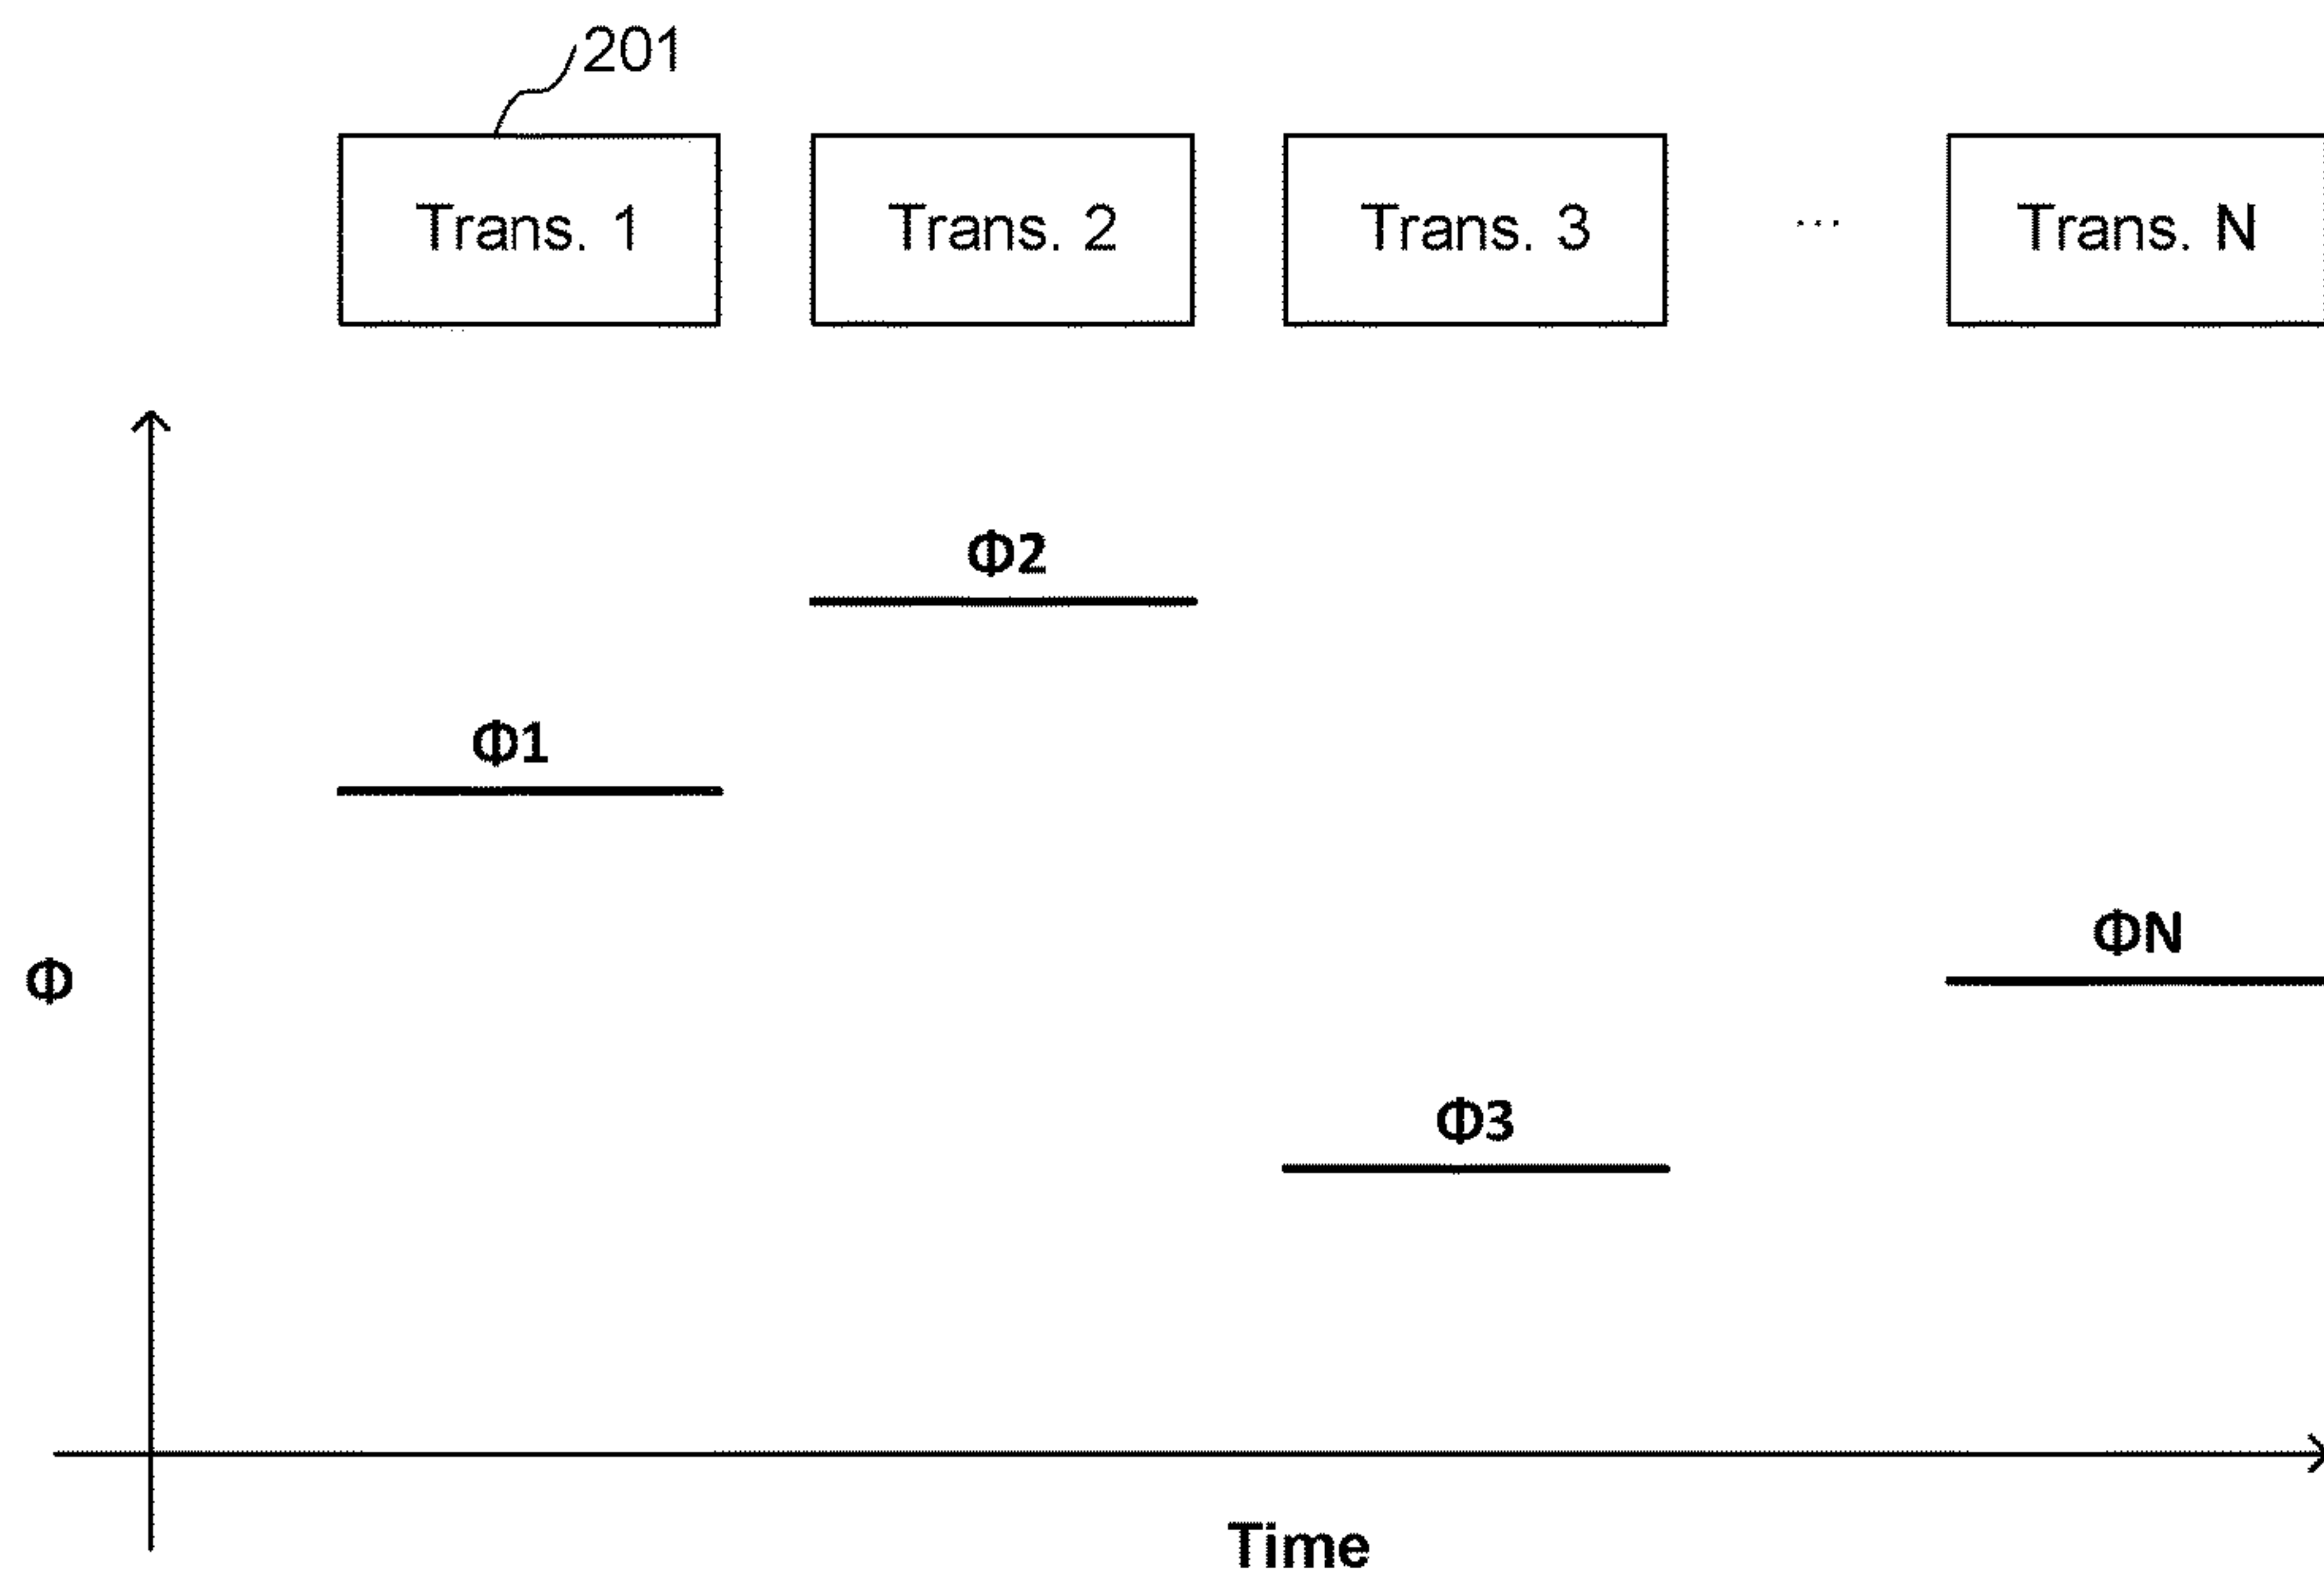 201
Trans. 1 Trans. 2 Trans. 3 ... Trans. N
Φ2
Φ1
ΦN
Φ
Φ3
Time